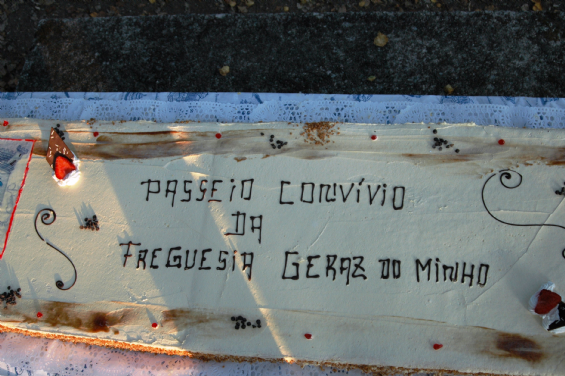 PASSEIO CONVÍVIO
DA
FREGUESIA GERAZ DO MINHO